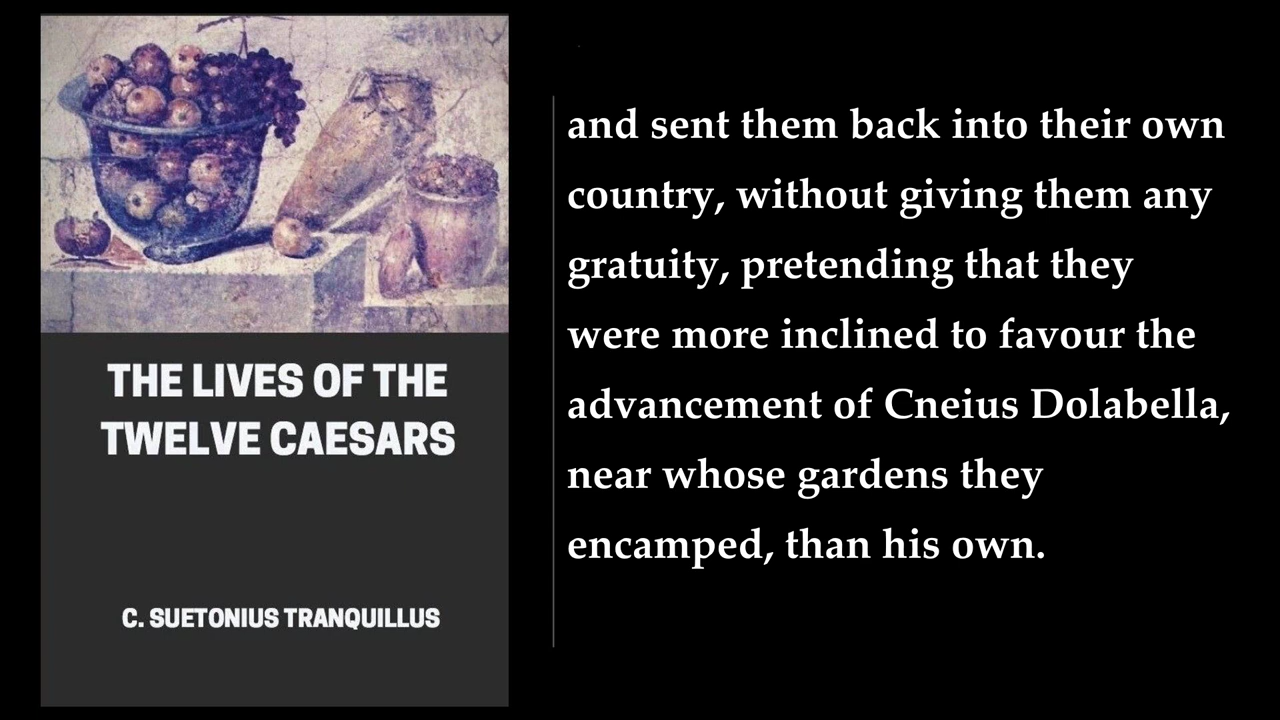 THE LIVES OF THE
TWELVE CAESARS
C. SUETONIUS TRANQUILLUS
and sent them back into their own
country, without giving them any
gratuity, pretending that they
were more inclined to favour the
advancement of Cneius Dolabella,
near whose gardens they
encamped, than his own.